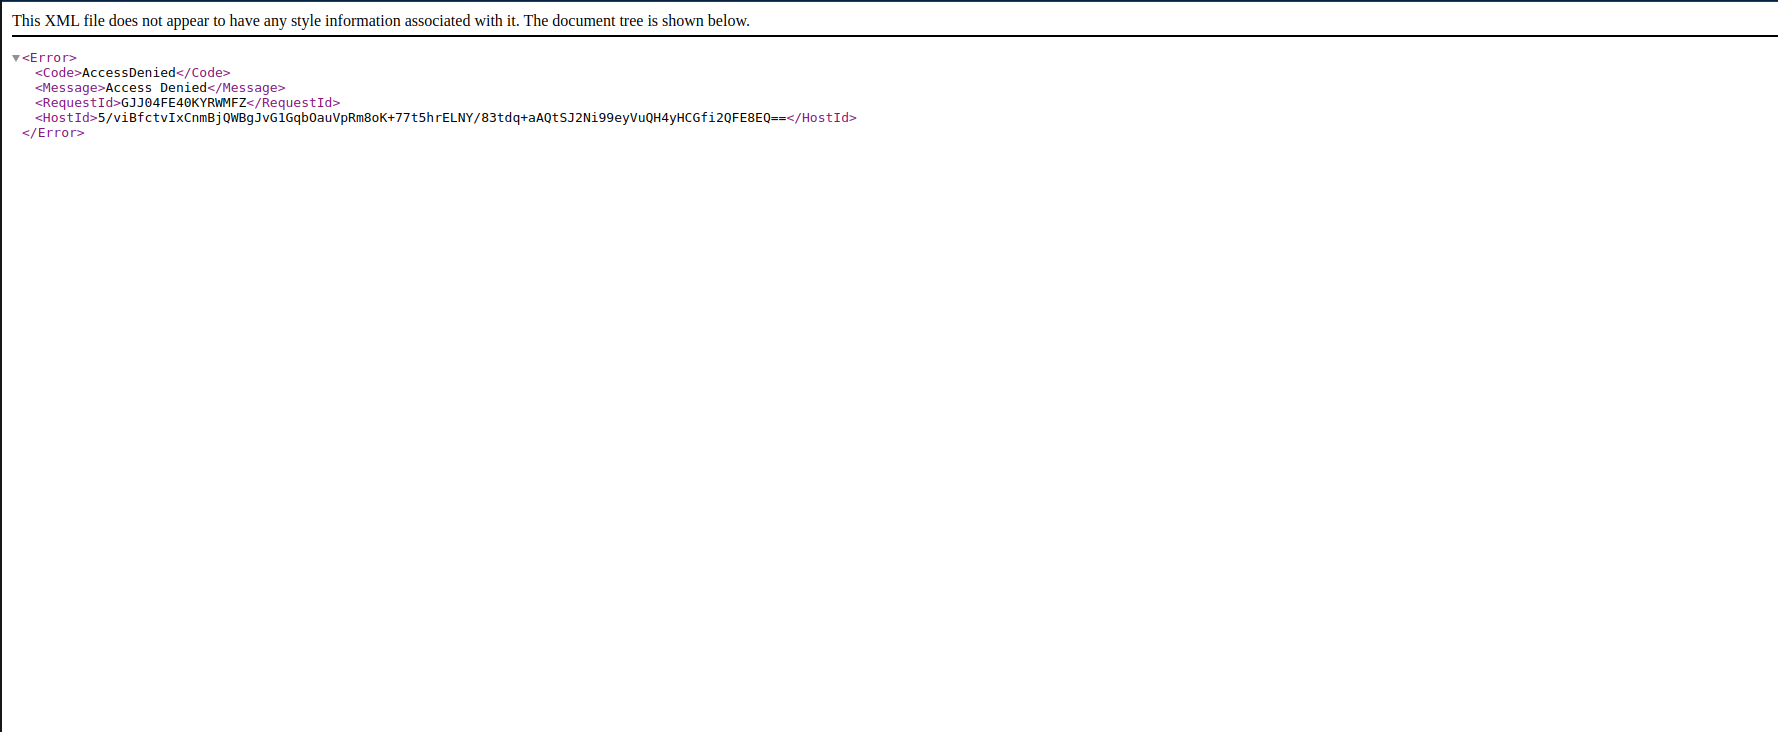 This XML file does not appear to have any style information associated with it. The document tree is shown below.
▼<Error>
<Code>AccessDenied</Code>
<Message>Access Denied</Message>
<RequestId>GJJ04FE40KYRWMFZ</RequestId>
<HostId>5/viBfctvIxCnmBjQWBgJvG1GqbOauVpRm8oK+77t5hrELNY/83tdq+aAQtSJ2Ni99eyVuQH4yHCGfi2QFE8EQ==</HostId>
</Error>